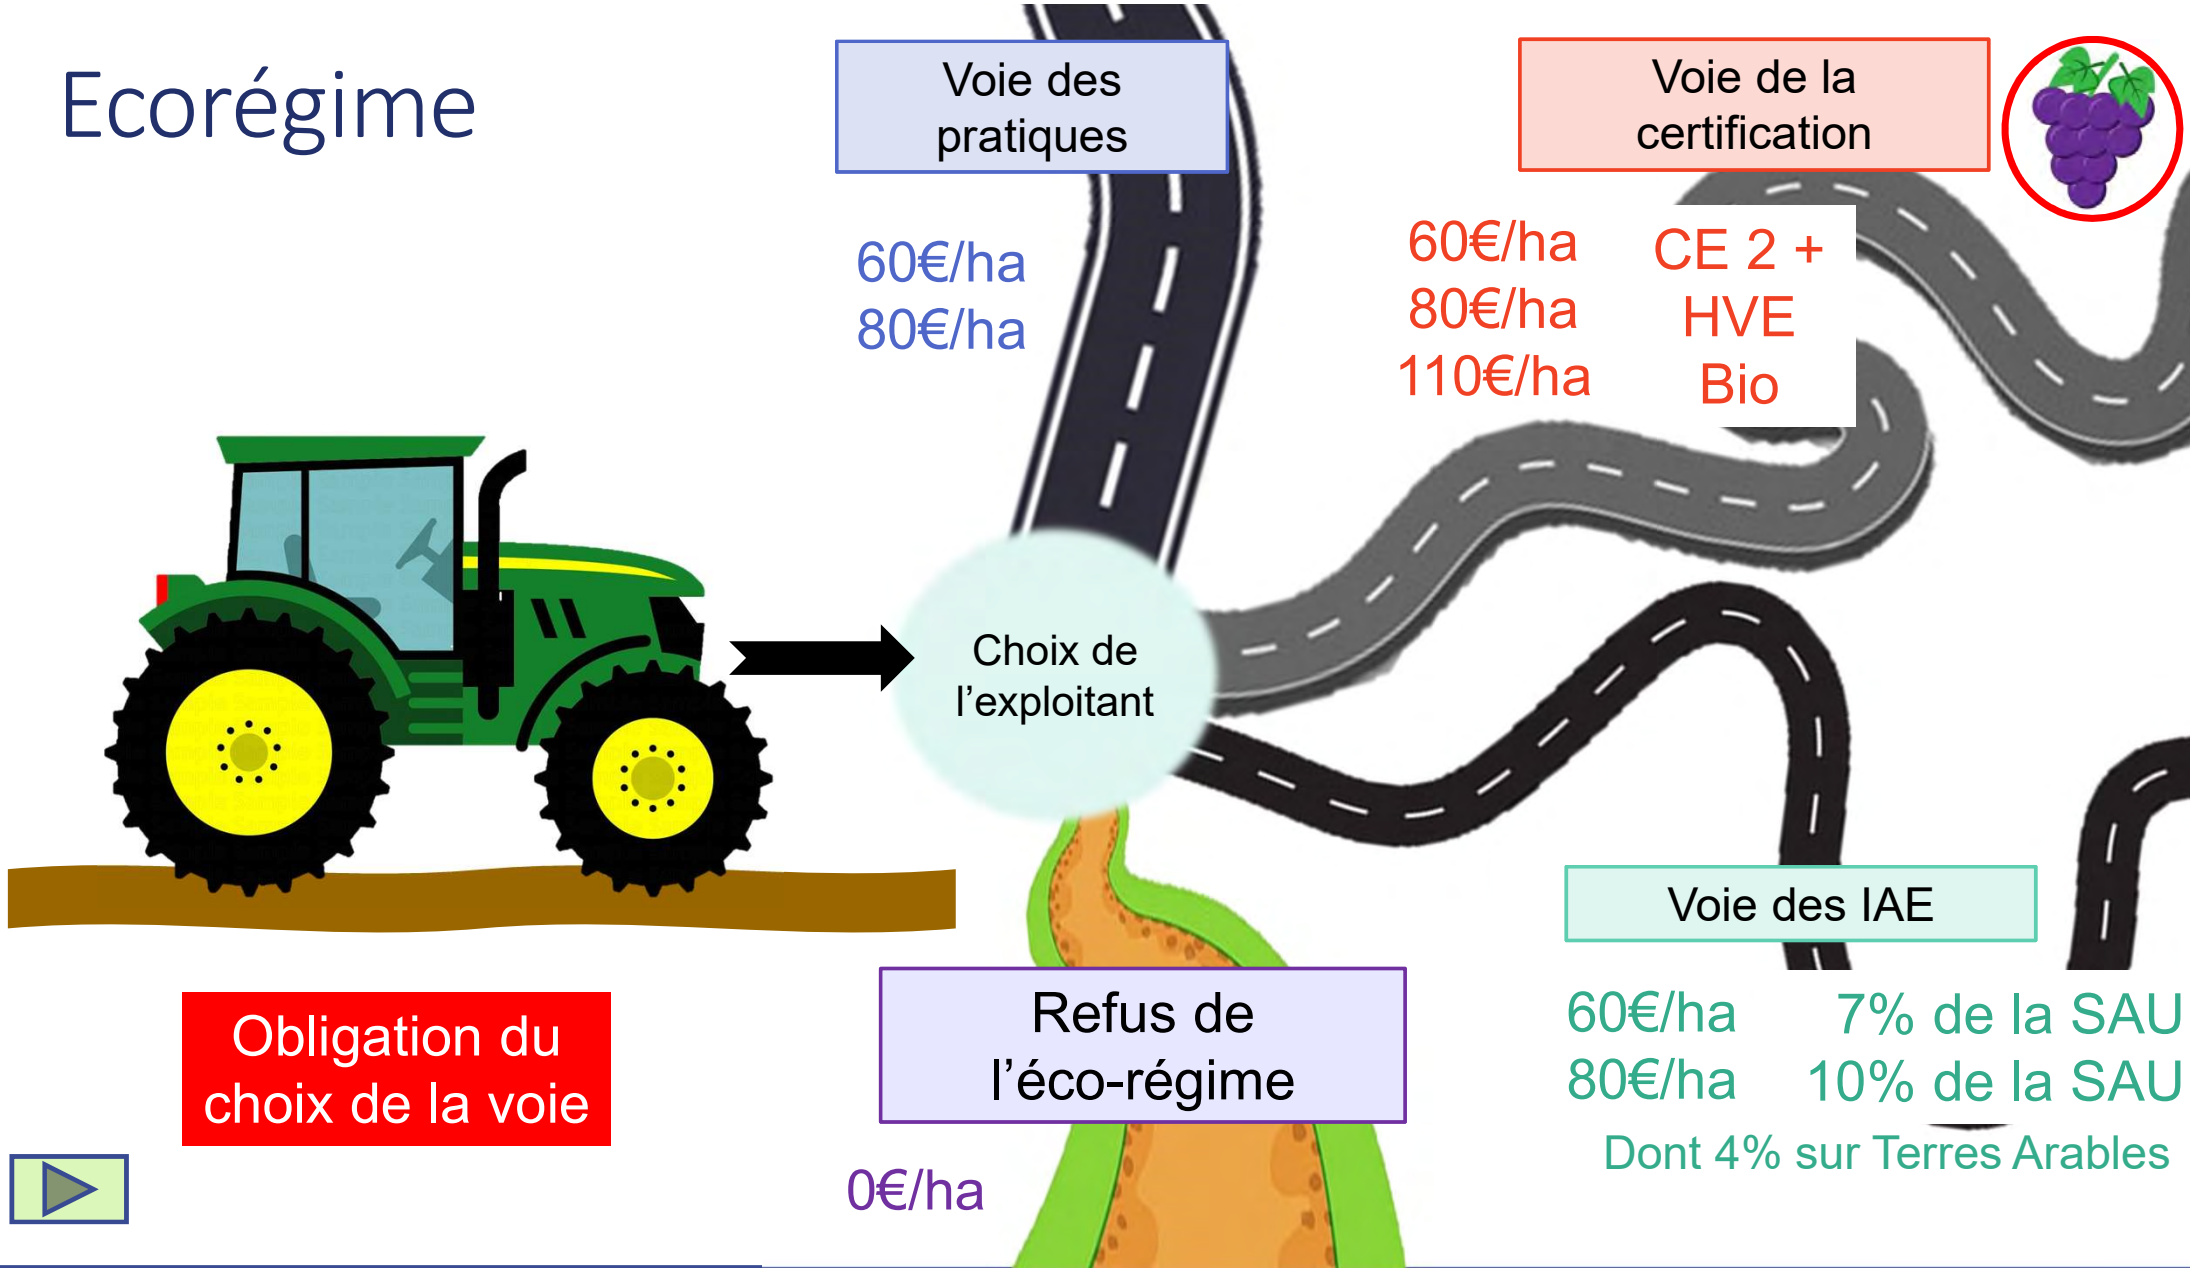 Ecorégime
Voie des
pratiques
60€/ha
80€/ha
Voie de la
certification
60€/ha CE 2 +
80€/ha HVE
110€/ha Bio
Choix de
l’exploitant
Obligation du
choix de la voie
Refus de
l’éco-régime
0€/ha
Voie des IAE
60€/ha 7% de la SAU
80€/ha 10% de la SAU
Dont 4% sur Terres Arables